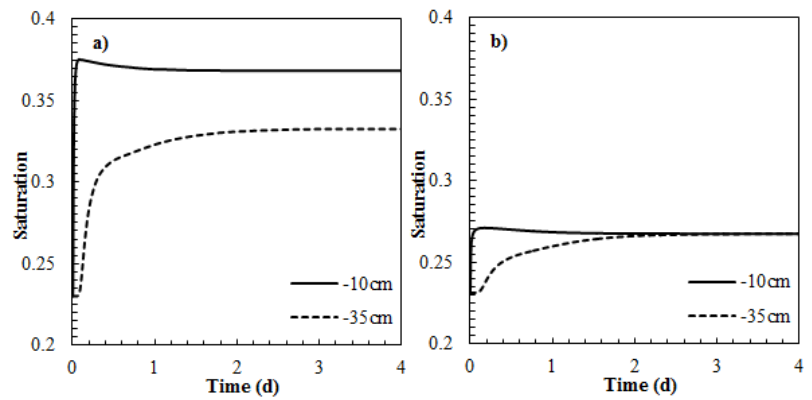 a)
0.4
0.35
0.3
0.25
0.2
Saturation
-10cm
-35cm
0 1 2 3 4
Time (d)
b)
0.4
0.35
0.3
0.25
0.2
Saturation
-10cm
-35cm
0 1 2 3 4
Time (d)